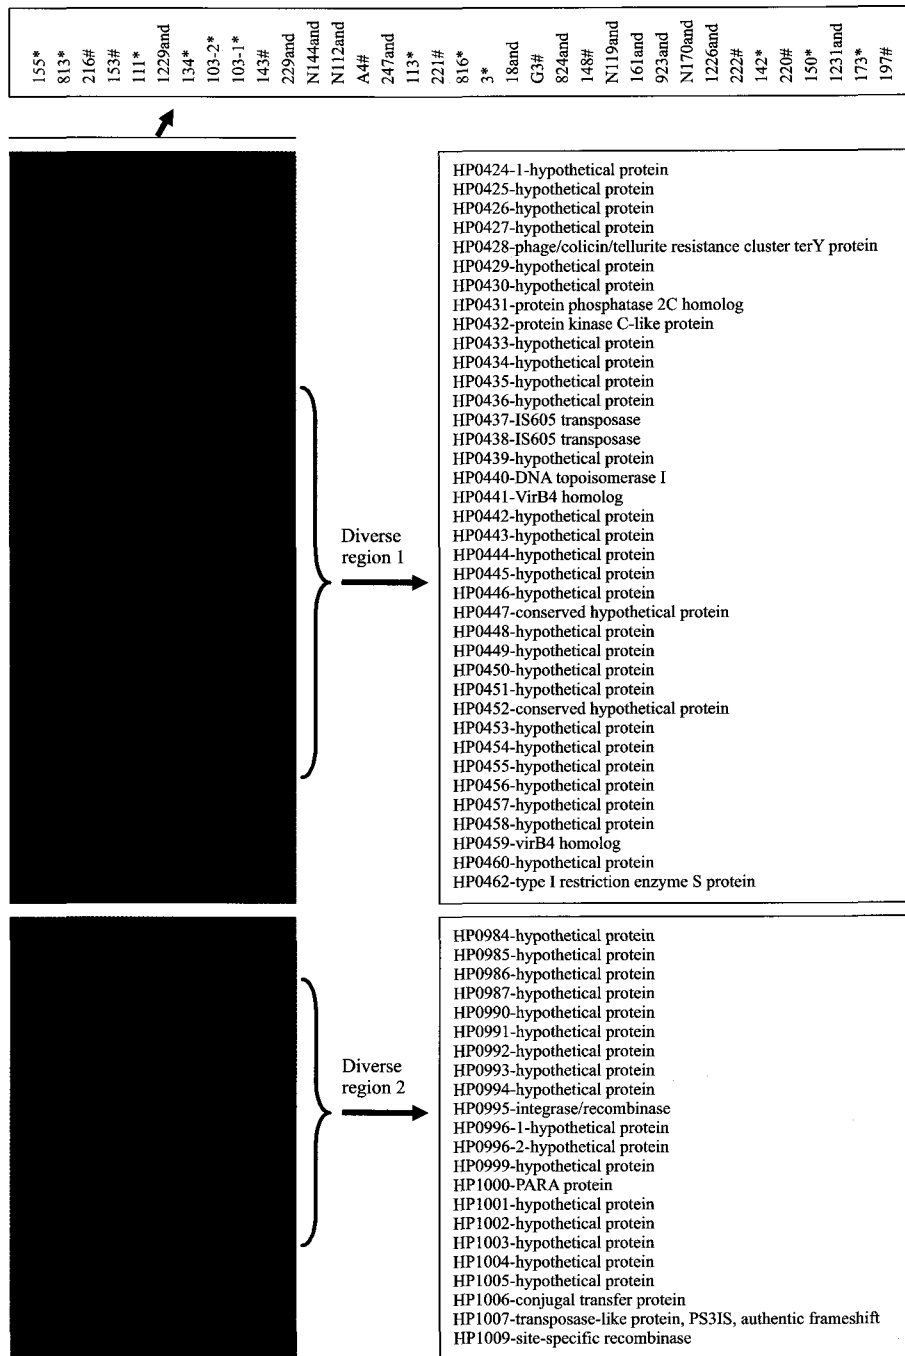 155*
813*
216#
153#
111*
1229and
134*
103-2*
103-1*
143#
229and
N144and
N112and
A4#
247and
113*
221#
816*
3*
18and
G3#
824and
148#
N119and
161and
923and
N170and
1226and
222#
142*
220#
150*
1231and
173*
197#
HP0424-1-hypothetical protein
HP0425-hypothetical protein
HP0426-hypothetical protein
HP0427-hypothetical protein
HP0428-phage/colicin/tellurite resistance cluster terY protein
HP0429-hypothetical protein
HP0430-hypothetical protein
HP0431-protein phosphatase 2C homolog
HP0432-protein kinase C-like protein
HP0433-hypothetical protein
HP0434-hypothetical protein
HP0435-hypothetical protein
HP0436-hypothetical protein
HP0437-IS605 transposase
HP0438-IS605 transposase
HP0439-hypothetical protein
HP0440-DNA topoisomerase I
HP0441-VirB4 homolog
HP0442-hypothetical protein
HP0443-hypothetical protein
HP0444-hypothetical protein
HP0445-hypothetical protein
HP0446-hypothetical protein
HP0447-conserved hypothetical protein
HP0448-hypothetical protein
HP0449-hypothetical protein
HP0450-hypothetical protein
HP0451-hypothetical protein
HP0452-conserved hypothetical protein
HP0453-hypothetical protein
HP0454-hypothetical protein
HP0455-hypothetical protein
HP0456-hypothetical protein
HP0457-hypothetical protein
HP0458-hypothetical protein
HP0459-virB4 homolog
HP0460-hypothetical protein
HP0462-type I restriction enzyme S protein
Diverse
region 1
HP0984-hypothetical protein
HP0985-hypothetical protein
HP0986-hypothetical protein
HP0987-hypothetical protein
HP0990-hypothetical protein
HP0991-hypothetical protein
HP0992-hypothetical protein
HP0993-hypothetical protein
HP0994-hypothetical protein
HP0995-integrase/recombinase
HP0996-1-hypothetical protein
HP0996-2-hypothetical protein
HP0999-hypothetical protein
HP1000-PARA protein
HP1001-hypothetical protein
HP1002-hypothetical protein
HP1003-hypothetical protein
HP1004-hypothetical protein
HP1005-hypothetical protein
HP1006-conjugal transfer protein
HP1007-transposase-like protein, PS3IS, authentic frameshift
HP1009-site-specific recombinase
Diverse
region 2